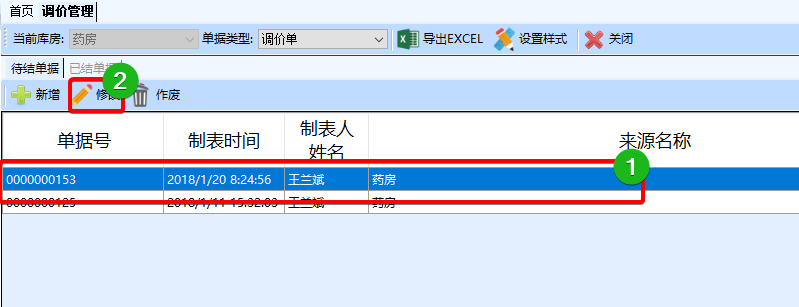 首页 调价管理
当前库房: 药房 单据类型: 调价单 导出EXCEL 设置样式 关闭
待结单据 已结单据
2
新增 修改 作废
单据号 制表时间 制表人姓名 来源名称
1
0000000153 2018/1/20 8:24:56 王兰斌 药房
0000000125 2018/1/11 15:32:03 王兰斌 药房